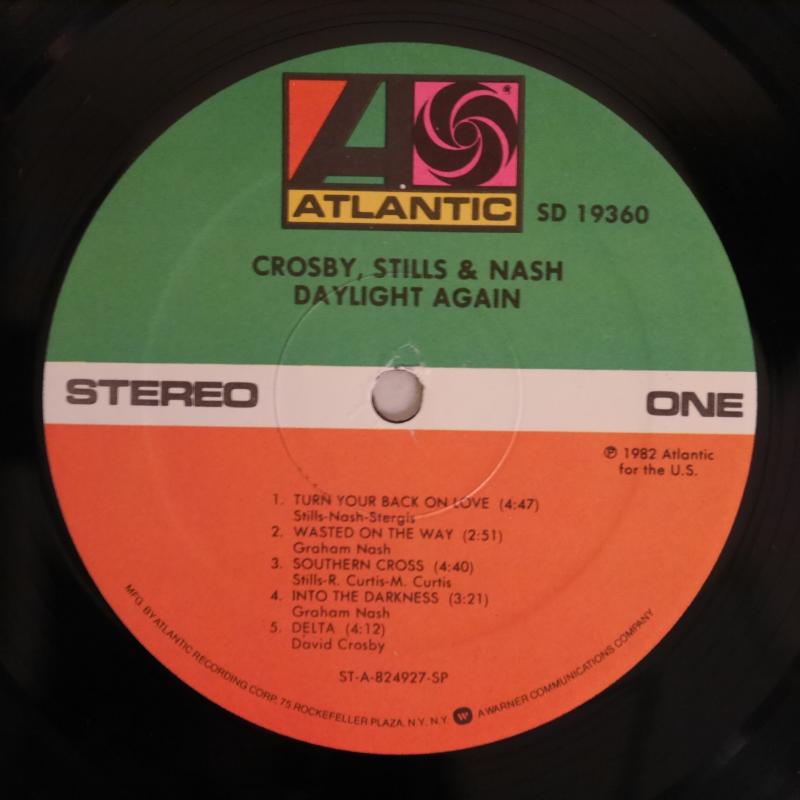 ATLANTIC
SD 19360
CROSBY, STILLS & NASH
DAYLIGHT AGAIN
STEREO
ONE
℗ 1982 Atlantic
for the U.S.
1. TURN YOUR BACK ON LOVE (4:47)
Stills-Nash-Stergis
2. WASTED ON THE WAY (2:51)
Graham Nash
3. SOUTHERN CROSS (4:40)
Stills-R. Curtis-M. Curtis
4. INTO THE DARKNESS (3:21)
Graham Nash
5. DELTA (4:12)
David Crosby
ST-A-824927-SP
MFG. BY ATLANTIC RECORDING CORP. 75 ROCKEFELLER PLAZA, N.Y. N.Y. W A WARNER COMMUNICATIONS COMPANY